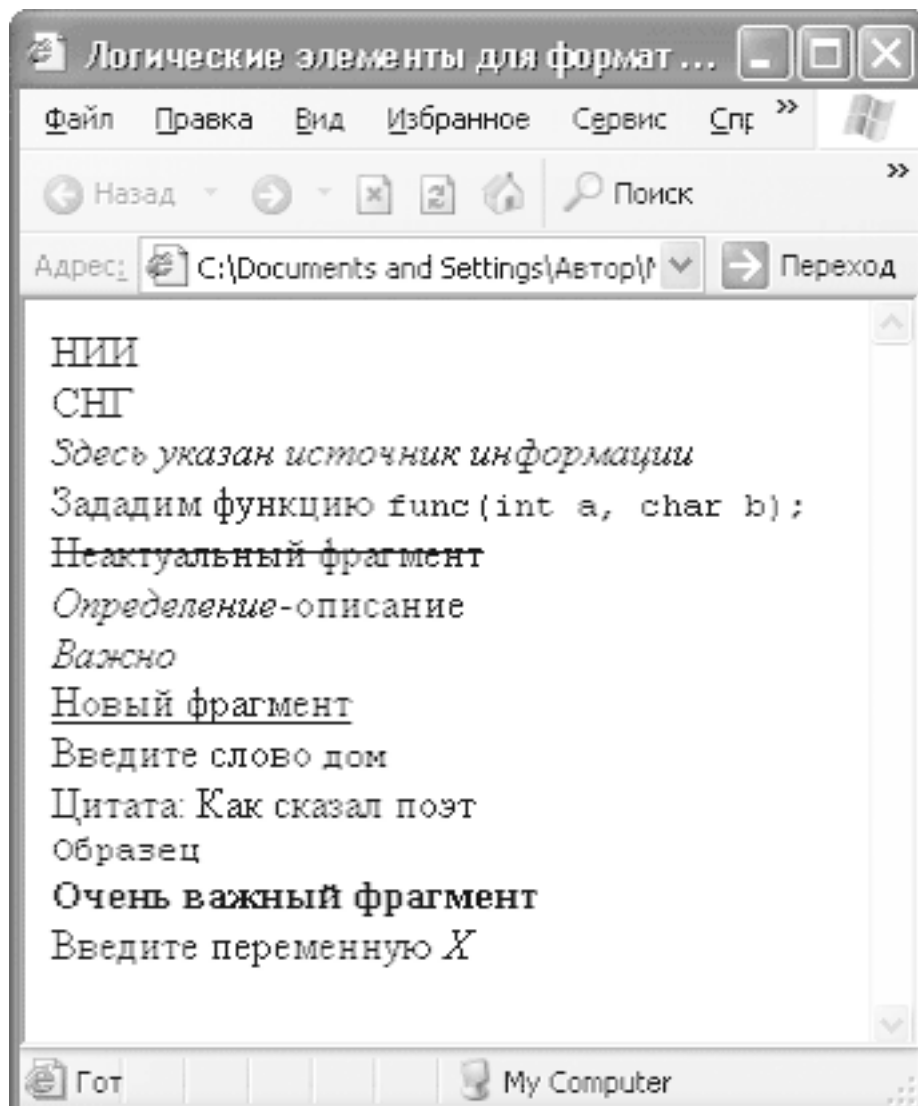 Логические элементы для формат ...
Файл Правка Вид Избранное Сервис Спр »
Назад Поиск »
Адрес: C:\Documents and Settings\Автор\М Переход
НИИ
СНГ
Здесь указан источник информации
Зададим функцию func(int a, char b);
Неактуальный фрагмент
Определение-описание
Важно
Новый фрагмент
Введите слово дом
Цитата: Как сказал поэт
Образец
Очень важный фрагмент
Введите переменную X
Гот My Computer